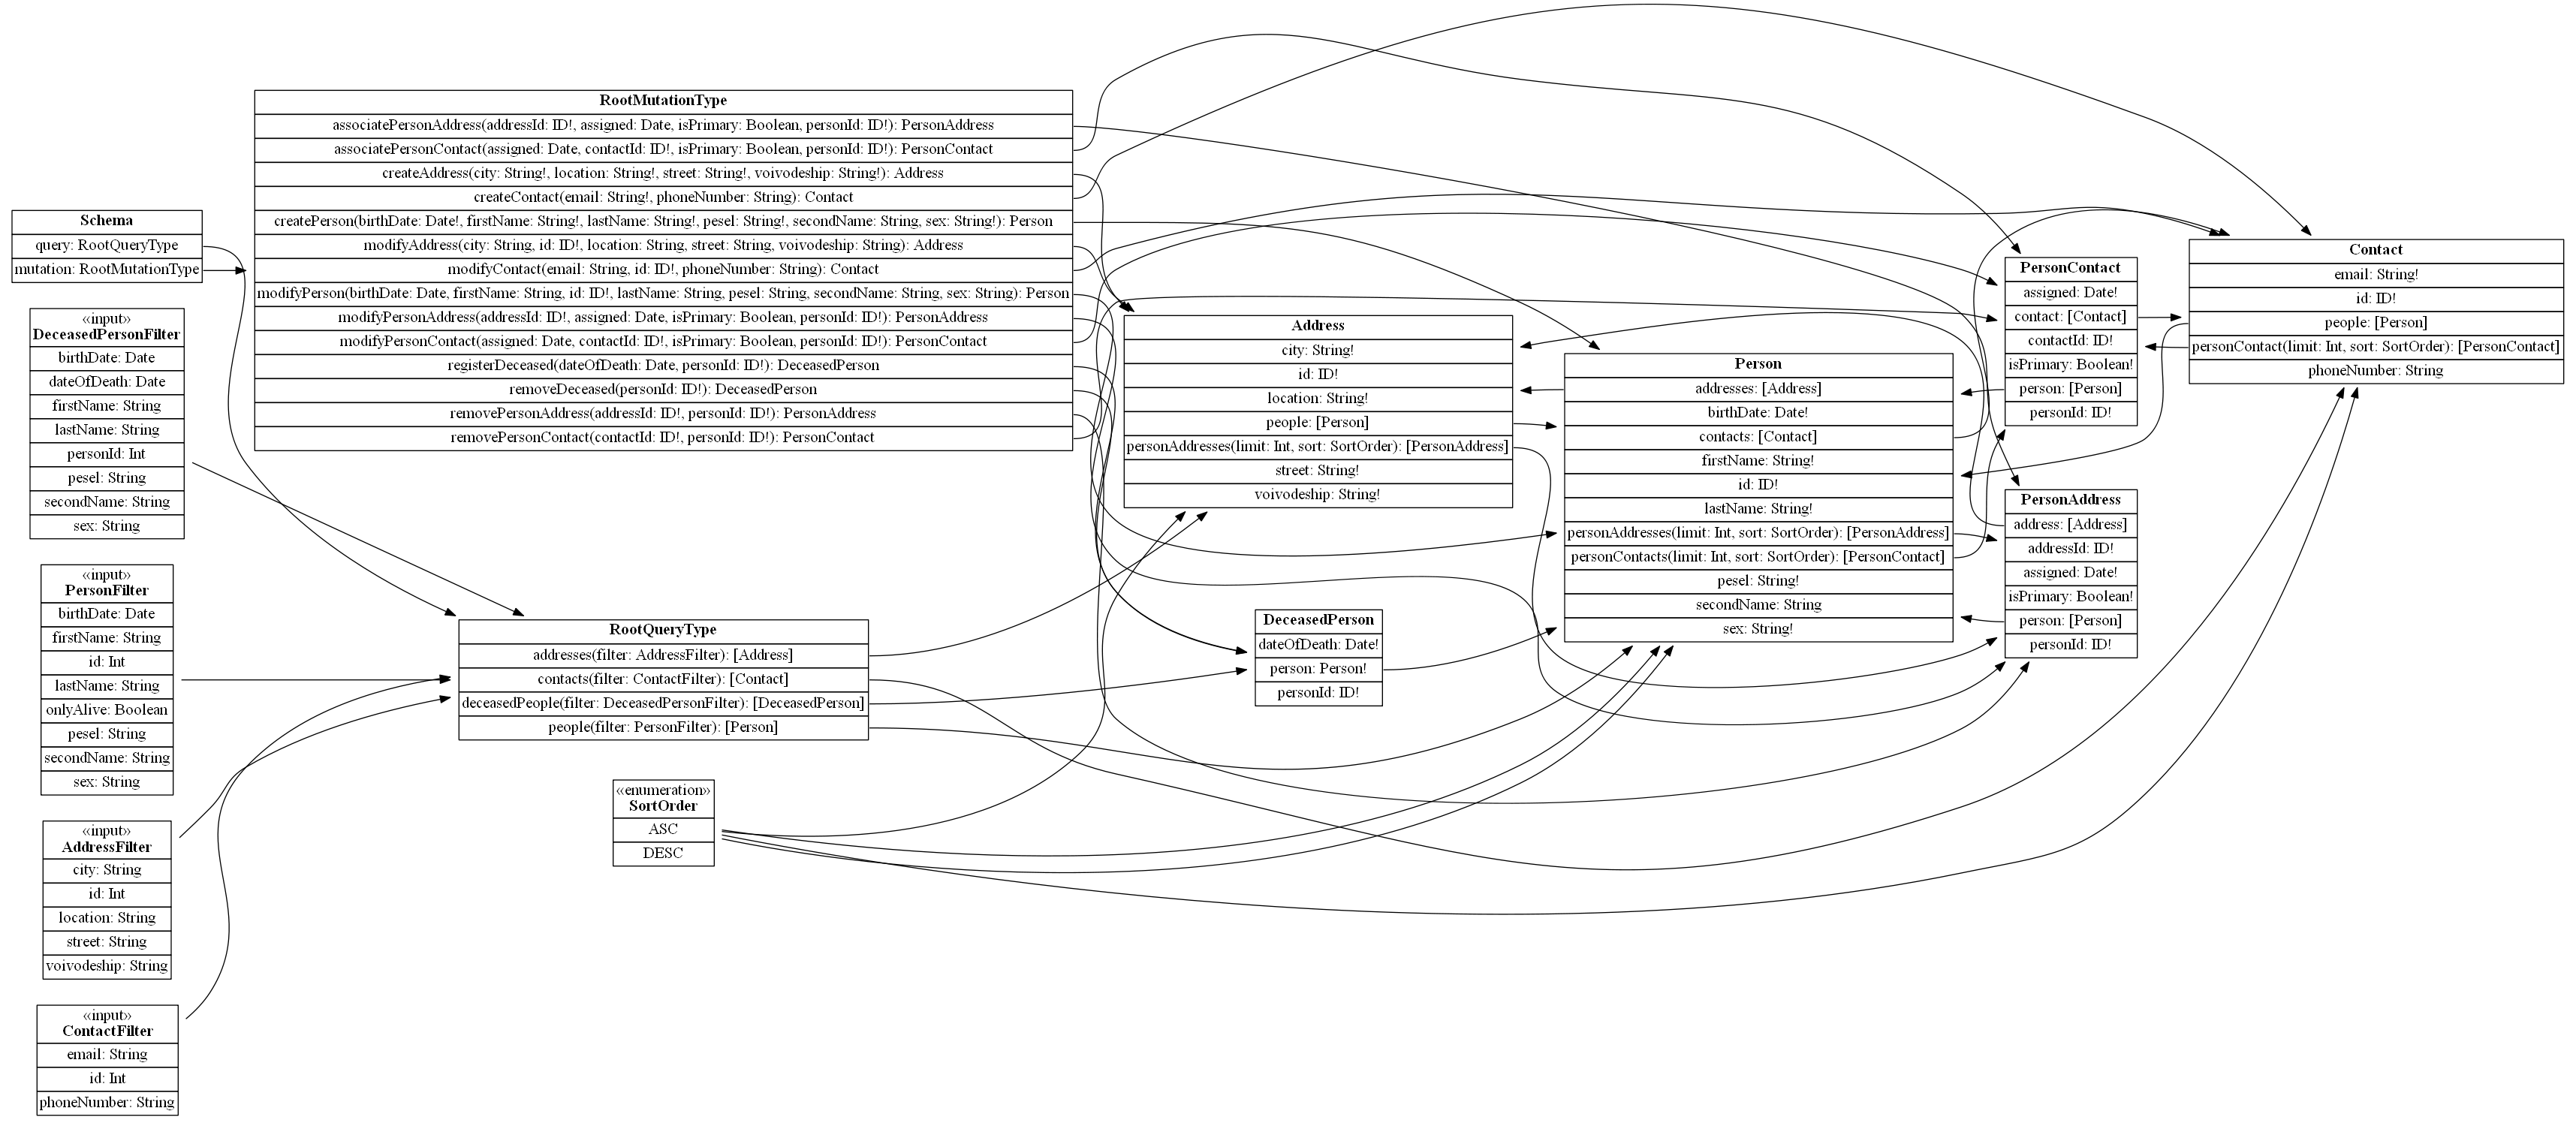 Schema
query: RootQueryType
mutation: RootMutationType
«input»
DeceasedPersonFilter
birthDate: Date
dateOfDeath: Date
firstName: String
lastName: String
personId: Int
pesel: String
secondName: String
sex: String
«input»
PersonFilter
birthDate: Date
firstName: String
id: Int
lastName: String
onlyAlive: Boolean
pesel: String
secondName: String
sex: String
«input»
AddressFilter
city: String
id: Int
location: String
street: String
voivodeship: String
«input»
ContactFilter
email: String
id: Int
phoneNumber: String
RootMutationType
associatePersonAddress(addressId: ID!, assigned: Date, isPrimary: Boolean, personId: ID!): PersonAddress
associatePersonContact(assigned: Date, contactId: ID!, isPrimary: Boolean, personId: ID!): PersonContact
createAddress(city: String!, location: String!, street: String!, voivodeship: String!): Address
createContact(email: String!, phoneNumber: String): Contact
createPerson(birthDate: Date!, firstName: String!, lastName: String!, pesel: String!, secondName: String, sex: String!): Person
modifyAddress(city: String, id: ID!, location: String, street: String, voivodeship: String): Address
modifyContact(email: String, id: ID!, phoneNumber: String): Contact
modifyPerson(birthDate: Date, firstName: String, id: ID!, lastName: String, pesel: String, secondName: String, sex: String): Person
modifyPersonAddress(addressId: ID!, assigned: Date, isPrimary: Boolean, personId: ID!): PersonAddress
modifyPersonContact(assigned: Date, contactId: ID!, isPrimary: Boolean, personId: ID!): PersonContact
registerDeceased(dateOfDeath: Date, personId: ID!): DeceasedPerson
removeDeceased(personId: ID!): DeceasedPerson
removePersonAddress(addressId: ID!, personId: ID!): PersonAddress
removePersonContact(contactId: ID!, personId: ID!): PersonContact
RootQueryType
addresses(filter: AddressFilter): [Address]
contacts(filter: ContactFilter): [Contact]
deceasedPeople(filter: DeceasedPersonFilter): [DeceasedPerson]
people(filter: PersonFilter): [Person]
«enumeration»
SortOrder
ASC
DESC
Address
city: String!
id: ID!
location: String!
people: [Person]
personAddresses(limit: Int, sort: SortOrder): [PersonAddress]
street: String!
voivodeship: String!
DeceasedPerson
dateOfDeath: Date!
person: Person!
personId: ID!
Person
addresses: [Address]
birthDate: Date!
contacts: [Contact]
firstName: String!
id: ID!
lastName: String!
personAddresses(limit: Int, sort: SortOrder): [PersonAddress]
personContacts(limit: Int, sort: SortOrder): [PersonContact]
pesel: String!
secondName: String
sex: String!
PersonContact
assigned: Date!
contact: [Contact]
contactId: ID!
isPrimary: Boolean!
person: [Person]
personId: ID!
PersonAddress
address: [Address]
addressId: ID!
assigned: Date!
isPrimary: Boolean!
person: [Person]
personId: ID!
Contact
email: String!
id: ID!
people: [Person]
personContact(limit: Int, sort: SortOrder): [PersonContact]
phoneNumber: String